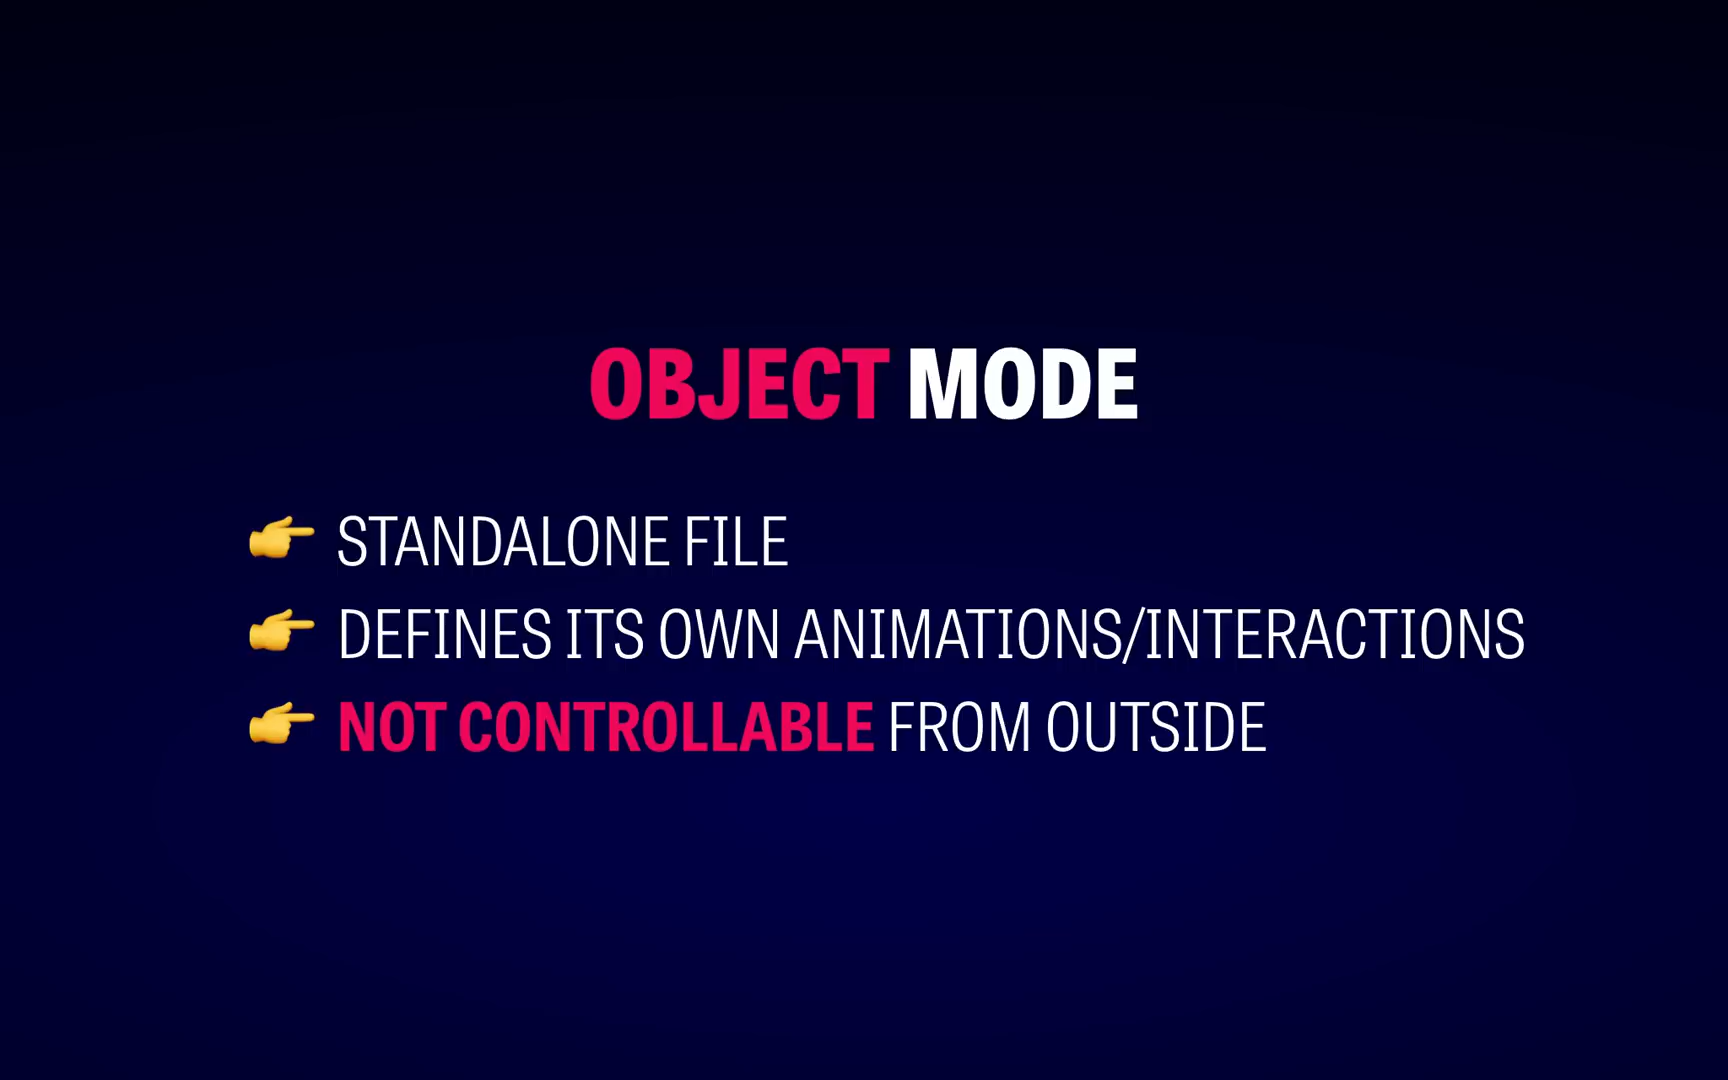 OBJECT MODE
👉 STANDALONE FILE
👉 DEFINES ITS OWN ANIMATIONS/INTERACTIONS
👉 NOT CONTROLLABLE FROM OUTSIDE